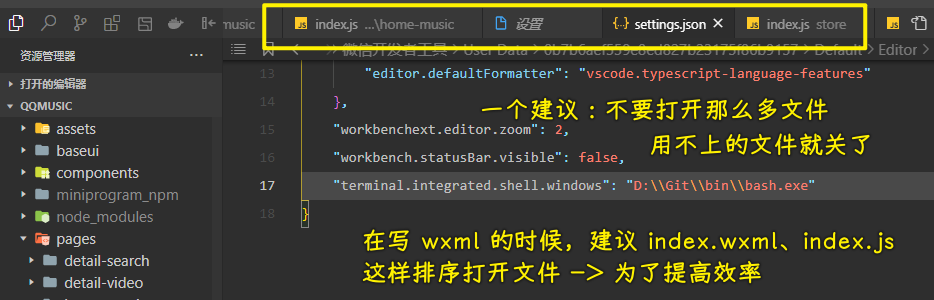 music
index.js ...\home-music
设置
settings.json
index.js store
资源管理器
微信开发者工具 User Data
Default Editor
打开的编辑器
QQMUSIC
assets
baseui
components
miniprogram_npm
node_modules
pages
detail-search
detail-video
13 "editor.defaultFormatter": "vscode.typescript-language-features"
14 },
15 "workbenchext.editor.zoom": 2,
16 "workbench.statusBar.visible": false,
17 "terminal.integrated.shell.windows": "D:\\Git\\bin\\bash.exe"
18 }
一个建议：不要打开那么多文件
用不上的文件就关了
在写 wxml 的时候，建议 index.wxml、index.js
这样排序打开文件 -> 为了提高效率